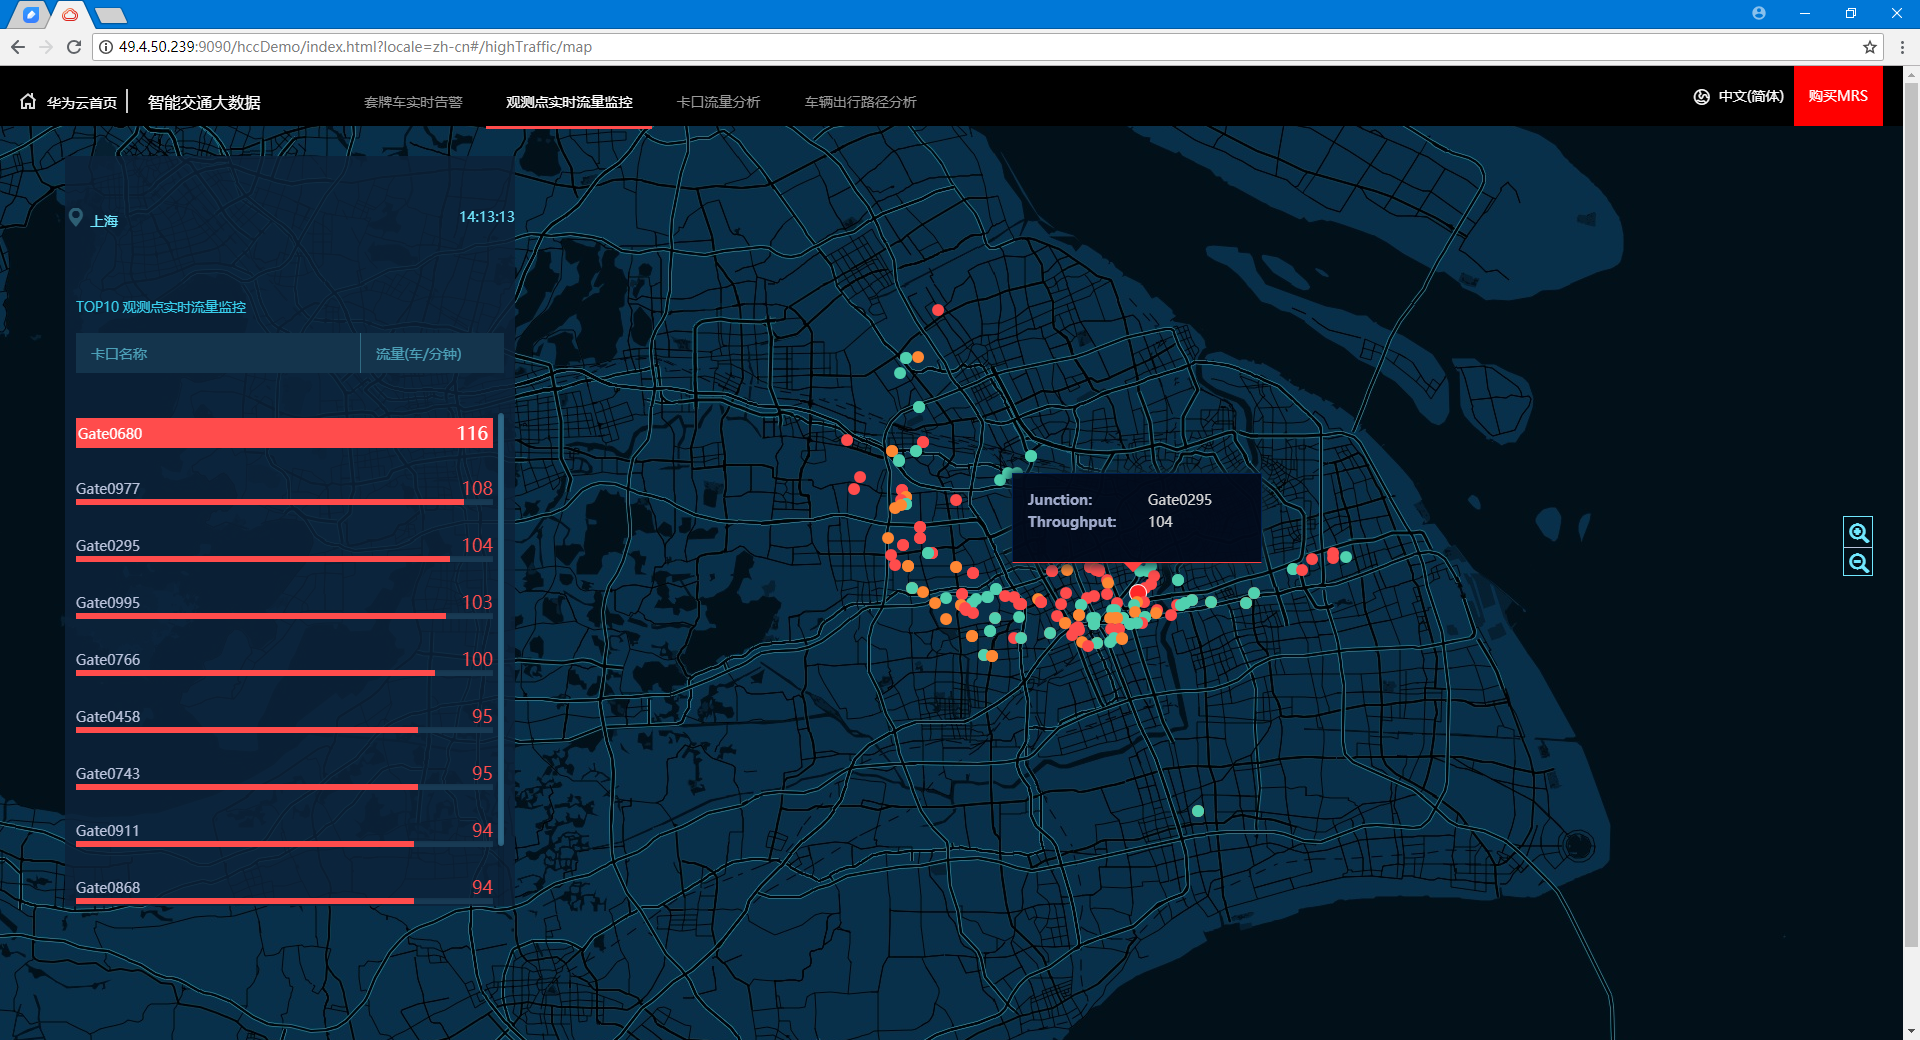 49.4.50.239:9090/hccDemo/index.html?locale=zh-cn#/highTraffic/map
华为云首页 智能交通大数据 套牌车实时告警 观测点实时流量监控 卡口流量分析 车辆出行路径分析 中文(简体) 购买MRS
上海 14:13:13
TOP10 观测点实时流量监控
卡口名称 流量(车/分钟)
Gate0680 116
Gate0977 108
Gate0295 104
Gate0995 103
Gate0766 100
Gate0458 95
Gate0743 95
Gate0911 94
Gate0868 94
Junction: Gate0295
Throughput: 104